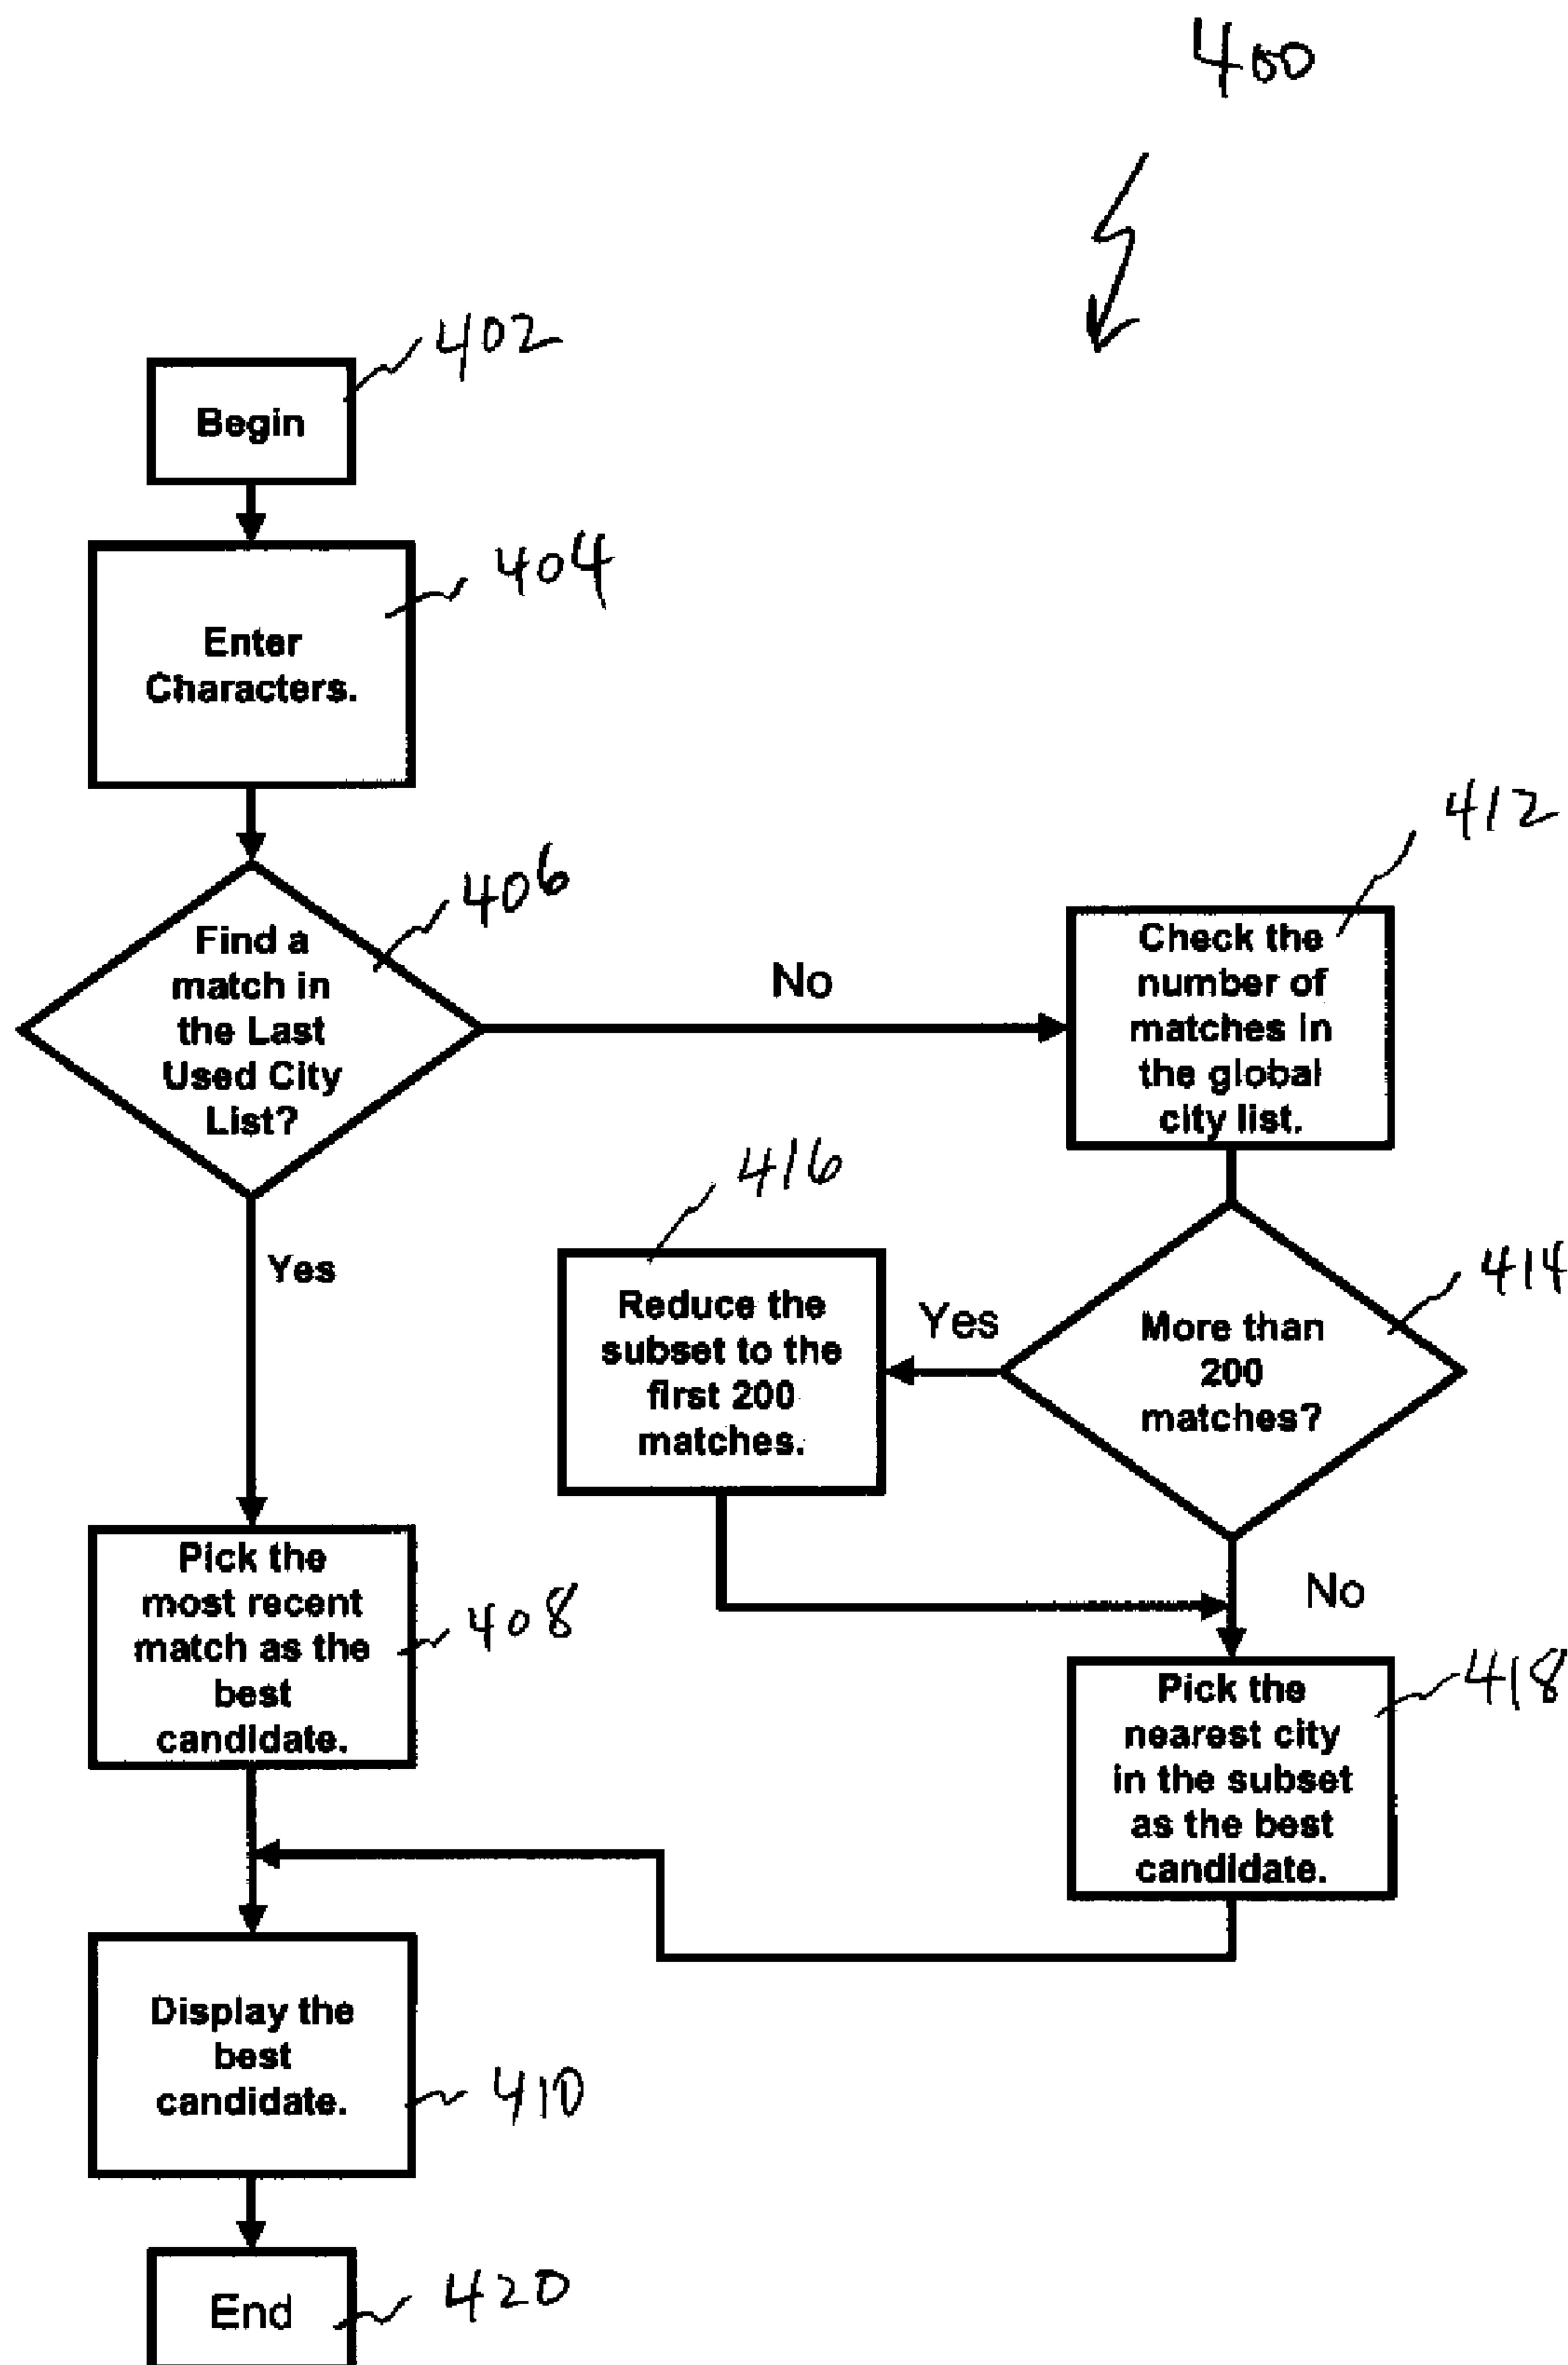 400
402
Begin
404
Enter
Characters.
406
Find a
match in
the Last
Used City
List?
No
412
Check the
number of
matches in
the global
city list.
416
Yes
414
Reduce the
subset to the
first 200
matches.
Yes
More than
200
matches?
No
Pick the
most recent
match as the
best
candidate.
408
418
Pick the
nearest city
in the subset
as the best
candidate.
Display the
best
candidate.
410
End
420